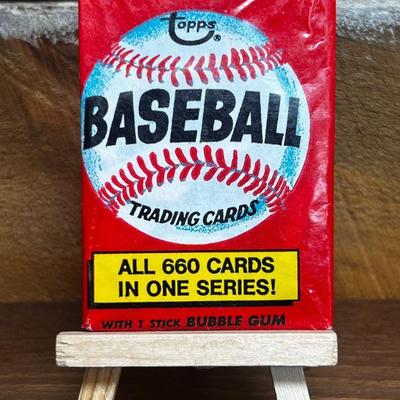 Topps®
BASEBALL
TRADING CARDS
ALL 660 CARDS
IN ONE SERIES!
WITH 1 STICK BUBBLE GUM